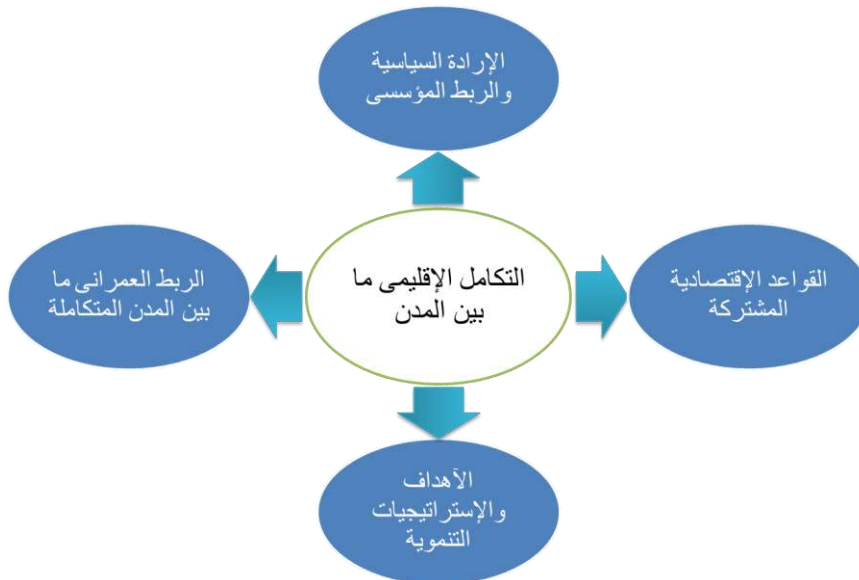 الإرادة السياسية
والربط المؤسسى
القواعد الإقتصادية
المشتركة
التكامل الإقليمى ما
بين المدن
الربط العمرانى ما
بين المدن المتكاملة
الآهداف
والإستراتيجيات
التنموية